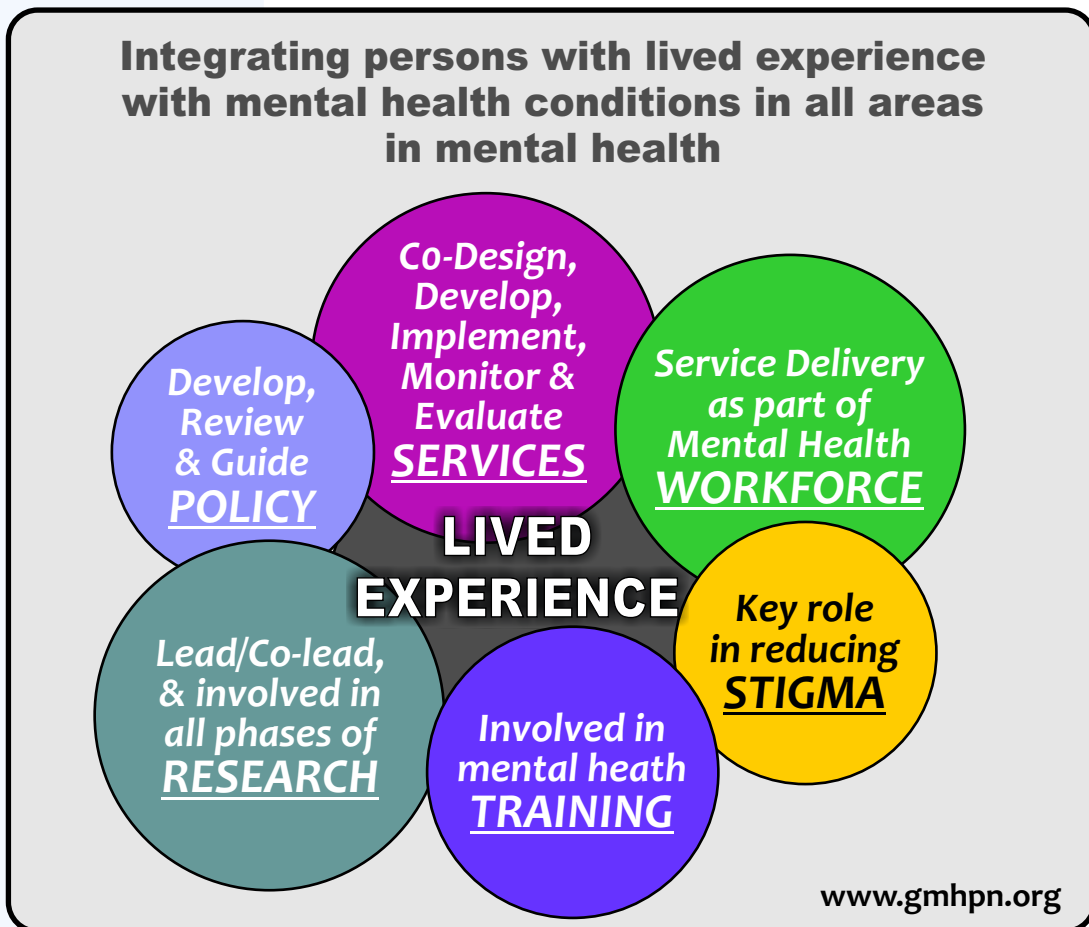 Integrating persons with lived experience
with mental health conditions in all areas
in mental health
Co-Design,
Develop,
Implement,
Monitor &
Evaluate
SERVICES
Service Delivery
as part of
Mental Health
WORKFORCE
Develop,
Review
& Guide
POLICY
LIVED
EXPERIENCE
Key role
in reducing
STIGMA
Lead/Co-lead,
& involved in
all phases of
RESEARCH
Involved in
mental heath
TRAINING
www.gmhpn.org